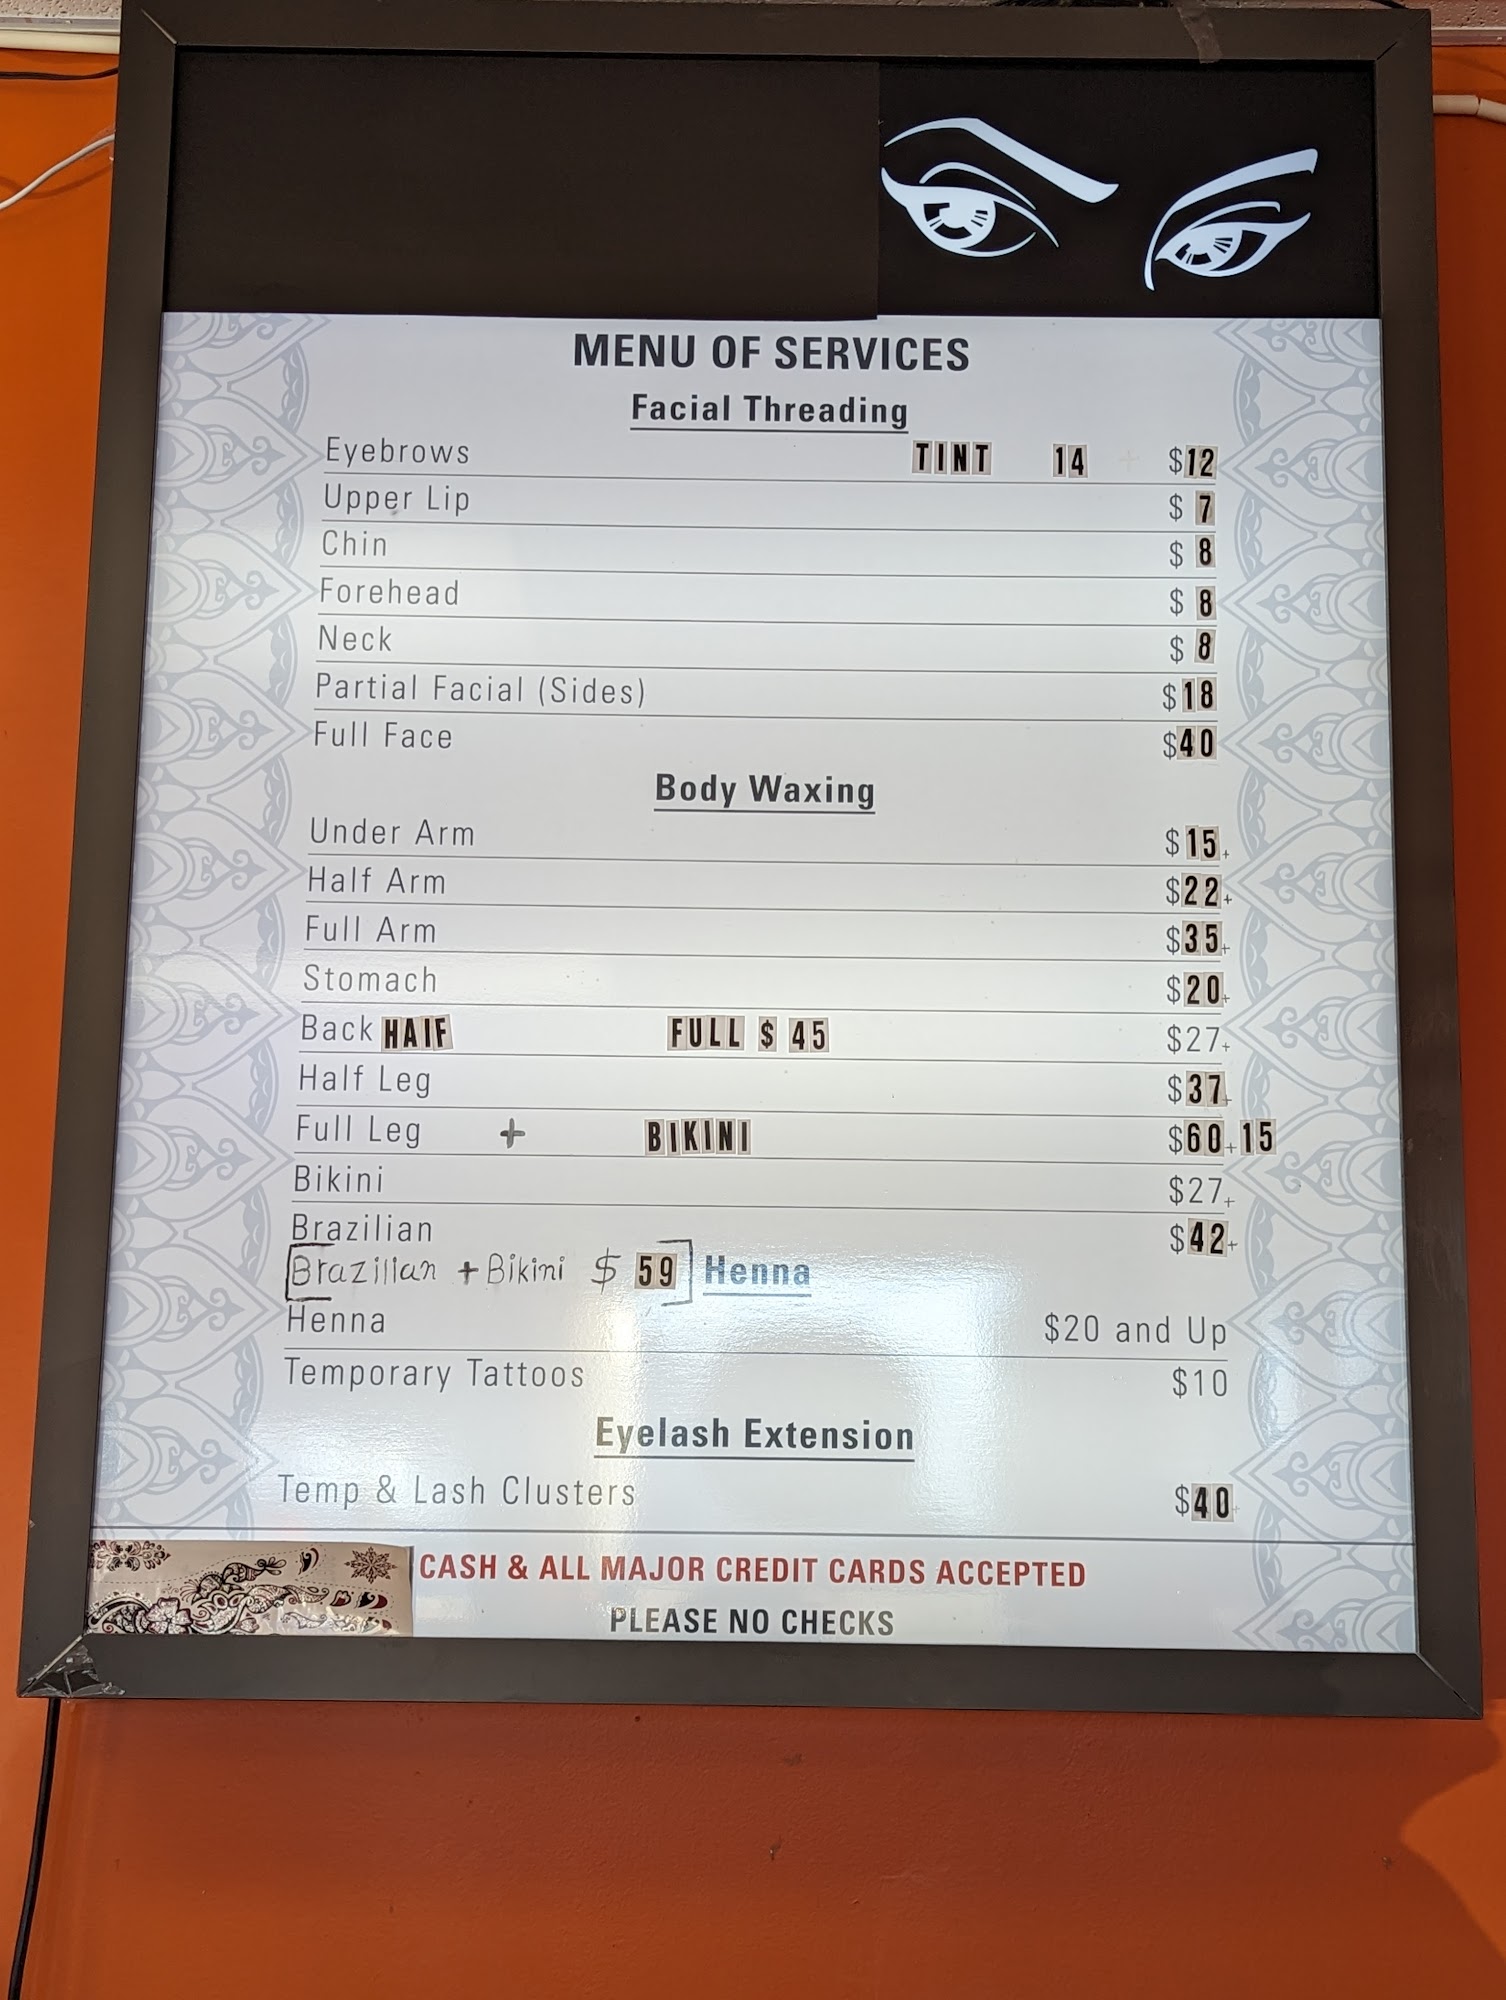 MENU OF SERVICES
Facial Threading
Eyebrows TINT 14 + $12
Upper Lip $ 7
Chin $ 8
Forehead $ 8
Neck $ 8
Partial Facial (Sides) $18
Full Face $40
Body Waxing
Under Arm $15+
Half Arm $22+
Full Arm $35+
Stomach $20+
Back HAIF FULL $ 45 $27+
Half Leg $37+
Full Leg + BIKINI $60+15
Bikini $27+
Brazilian $42+
[Brazilian + Bikini $ 59] Henna
Henna $20 and Up
Temporary Tattoos $10
Eyelash Extension
Temp & Lash Clusters $40
CASH & ALL MAJOR CREDIT CARDS ACCEPTED
PLEASE NO CHECKS